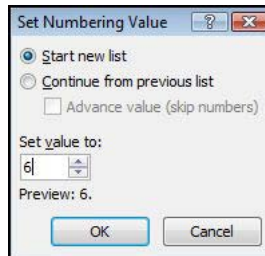 Set Numbering Value
Start new list
Continue from previous list
Advance value (skip numbers)
Set value to:
6
Preview: 6.
OK
Cancel